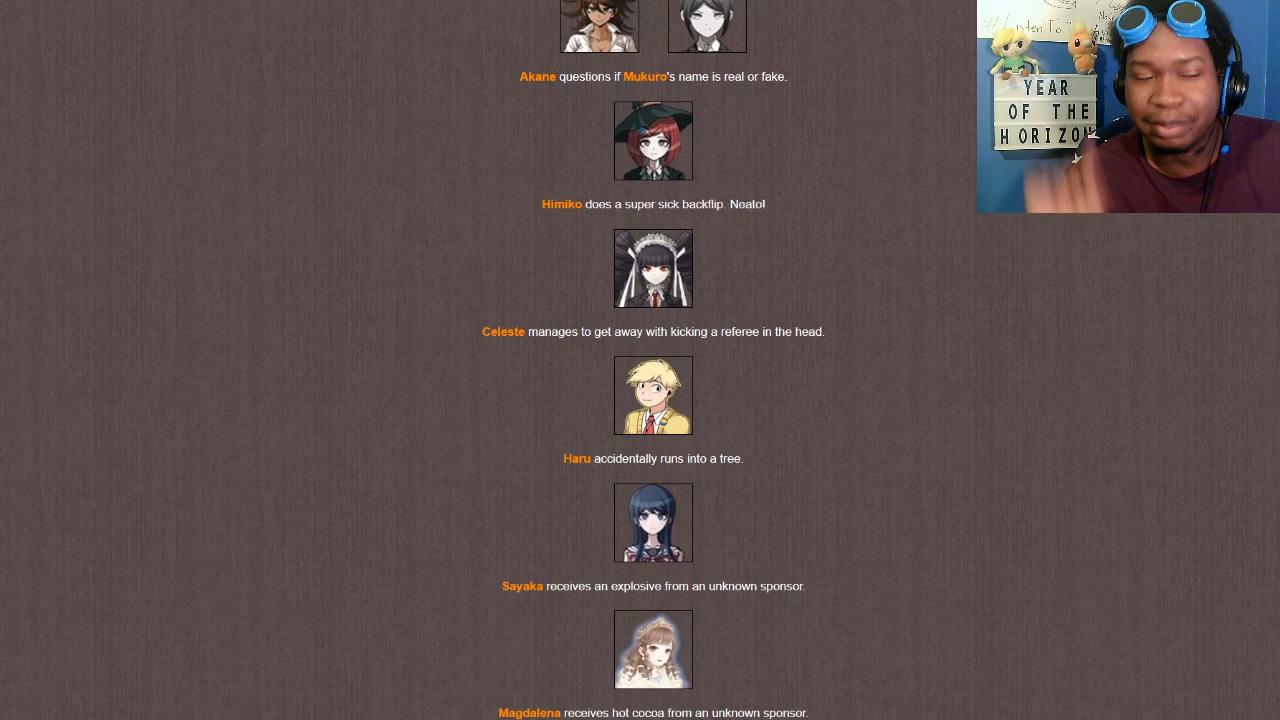 ##Listen To
Akane questions if Mukuro's name is real or fake.
YEAR
OF THE
HORIZON
Himiko does a super sick backflip. Neato!
Celeste manages to get away with kicking a referee in the head.
Haru accidentally runs into a tree.
Sayaka receives an explosive from an unknown sponsor.
Magdalena receives hot cocoa from an unknown sponsor.